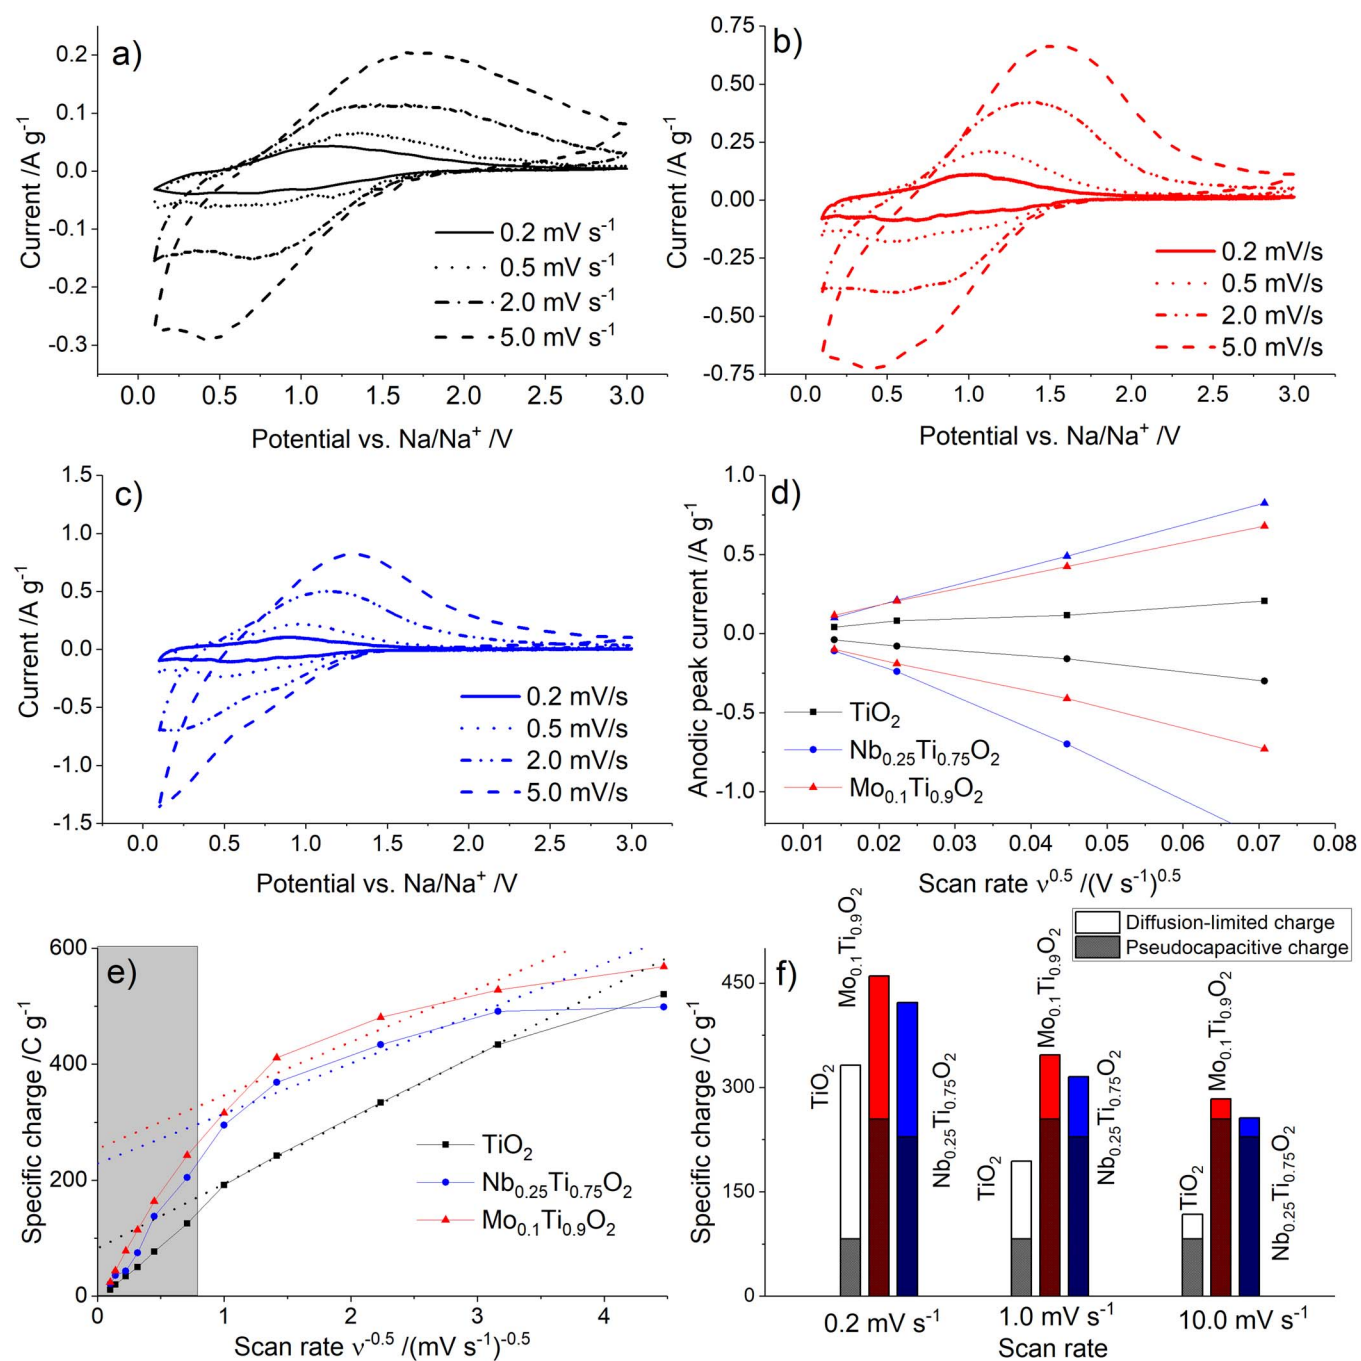 a)
0.2
0.1
0.0
-0.1
-0.2
-0.3
Current /A g⁻¹
0.2 mV s⁻¹
0.5 mV s⁻¹
2.0 mV s⁻¹
5.0 mV s⁻¹
0.0 0.5 1.0 1.5 2.0 2.5 3.0
Potential vs. Na/Na⁺ /V
b)
0.75
0.50
0.25
0.00
-0.25
-0.50
-0.75
Current /A g⁻¹
0.2 mV/s
0.5 mV/s
2.0 mV/s
5.0 mV/s
0.0 0.5 1.0 1.5 2.0 2.5 3.0
Potential vs. Na/Na⁺ /V
c)
1.5
1.0
0.5
0.0
-0.5
-1.0
-1.5
Current /A g⁻¹
0.2 mV/s
0.5 mV/s
2.0 mV/s
5.0 mV/s
0.0 0.5 1.0 1.5 2.0 2.5 3.0
Potential vs. Na/Na⁺ /V
d)
1.0
0.5
0.0
-0.5
-1.0
Anodic peak current /A g⁻¹
TiO₂
Nb₀.₂₅Ti₀.₇₅O₂
Mo₀.₁Ti₀.₉O₂
0.01 0.02 0.03 0.04 0.05 0.06 0.07 0.08
Scan rate ν⁰·⁵ /(V s⁻¹)⁰·⁵
e)
600
400
200
0
Specific charge /C g⁻¹
TiO₂
Nb₀.₂₅Ti₀.₇₅O₂
Mo₀.₁Ti₀.₉O₂
0 1 2 3 4
Scan rate ν⁻⁰·⁵ /(mV s⁻¹)⁻⁰·⁵
f)
Diffusion-limited charge
Pseudocapacitive charge
450
300
150
0
Specific charge /C g⁻¹
TiO₂
Mo₀.₁Ti₀.₉O₂
Nb₀.₂₅Ti₀.₇₅O₂
TiO₂
Mo₀.₁Ti₀.₉O₂
Nb₀.₂₅Ti₀.₇₅O₂
TiO₂
Mo₀.₁Ti₀.₉O₂
Nb₀.₂₅Ti₀.₇₅O₂
0.2 mV s⁻¹ 1.0 mV s⁻¹ 10.0 mV s⁻¹
Scan rate